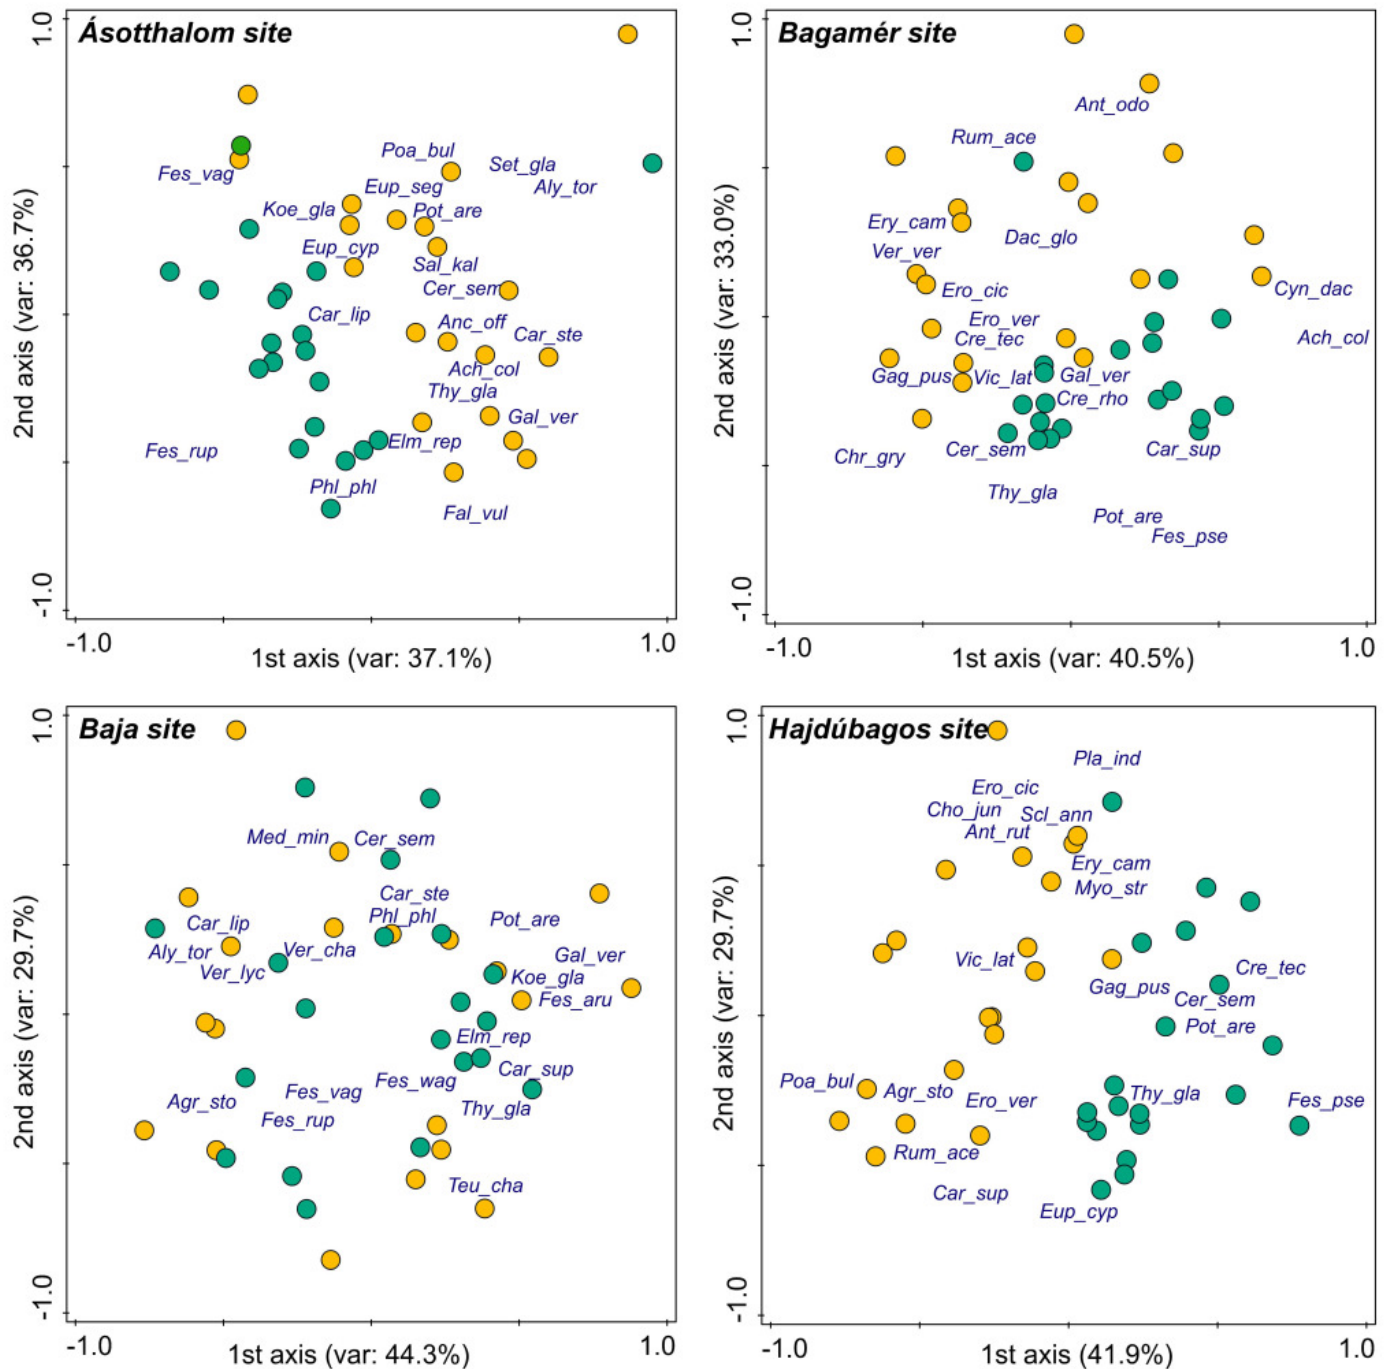 Ásotthalom site
1.0
Poa_bul
Set_gla
Fes_vag
Eup_seg
Aly_tor
Koe_gla
Pot_are
Eup_cyp
Sal_kal
Cer_sem
Car_lip
Anc_off
Car_ste
Ach_col
Thy_gla
Gal_ver
Elm_rep
Fes_rup
Phl_phl
Fal_vul
2nd axis (var: 36.7%)
-1.0
-1.0
1.0
1st axis (var: 37.1%)
Bagamér site
1.0
Ant_odo
Rum_ace
Ery_cam
Dac_glo
Ver_ver
Ero_cic
Cyn_dac
Ero_ver
Cre_tec
Ach_col
Gag_pus
Vic_lat
Gal_ver
Cre_rho
Chr_gry
Cer_sem
Car_sup
Thy_gla
Pot_are
Fes_pse
2nd axis (var: 33.0%)
-1.0
-1.0
1.0
1st axis (var: 40.5%)
Baja site
1.0
Med_min
Cer_sem
Car_ste
Car_lip
Phl_phl
Pot_are
Aly_tor
Ver_cha
Gal_ver
Ver_lyc
Koe_gla
Fes_aru
Elm_rep
Car_sup
Fes_wag
Fes_vag
Agr_sto
Thy_gla
Fes_rup
Teu_cha
2nd axis (var: 29.9%)
-1.0
-1.0
1.0
1st axis (var: 44.3%)
Hajdúbagos site
1.0
Pla_ind
Ero_cic
Cho_jun
Scl_ann
Ant_rut
Ery_cam
Myo_str
Vic_lat
Cre_tec
Gag_pus
Cer_sem
Pot_are
Poa_bul
Agr_sto
Ero_ver
Thy_gla
Fes_pse
Rum_ace
Car_sup
Eup_cyp
2nd axis (var: 29.7%)
-1.0
-1.0
1.0
1st axis (41.9%)